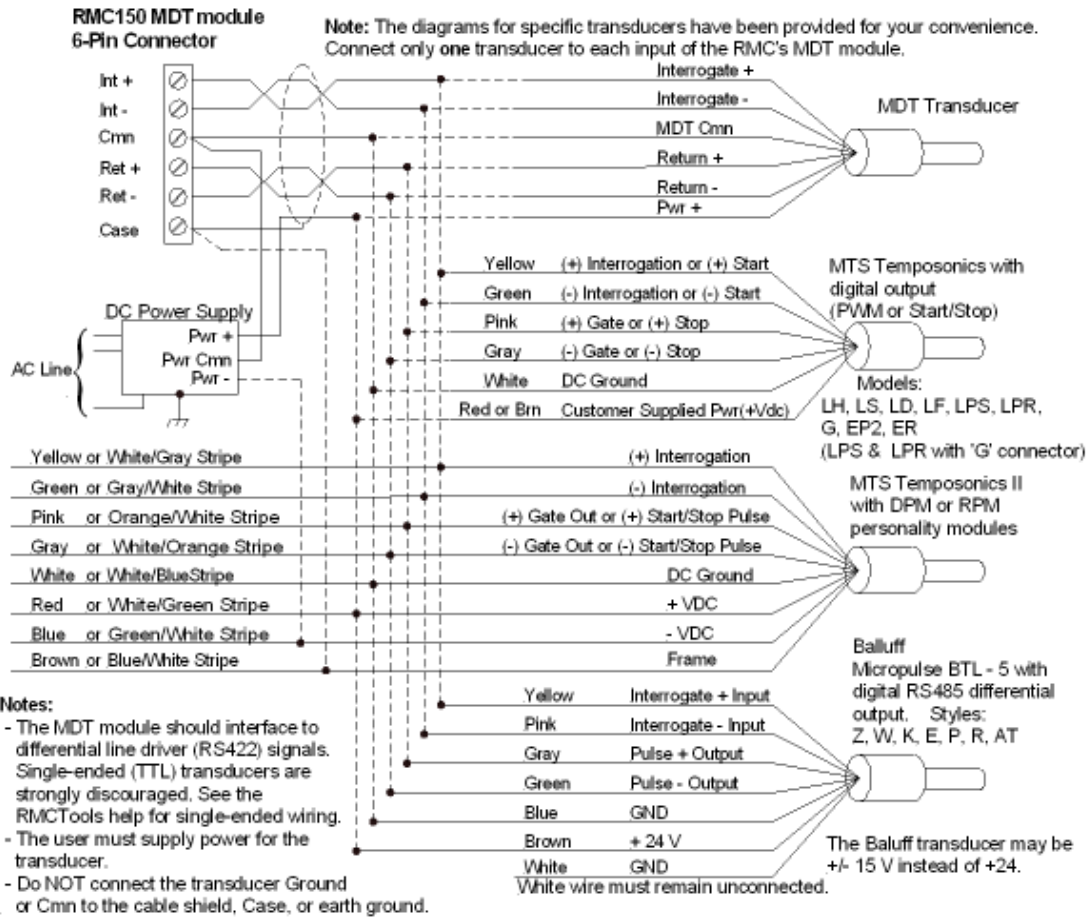 RMC150 MDT module
6-Pin Connector
Note: The diagrams for specific transducers have been provided for your convenience.
Connect only one transducer to each input of the RMC's MDT module.
Int +
Int -
Cmn
Ret +
Ret -
Case
Interrogate +
Interrogate -
MDT Cmn
Return +
Return -
Pwr +
MDT Transducer
DC Power Supply
Pwr +
Pwr Cmn
Pwr -
AC Line
Yellow (+) Interrogation or (+) Start
Green (-) Interrogation or (-) Start
Pink (+) Gate or (+) Stop
Gray (-) Gate or (-) Stop
White DC Ground
Red or Brn Customer Supplied Pwr(+Vdc)
MTS Temposonics with
digital output
(PWM or Start/Stop)
Models:
LH, LS, LD, LF, LPS, LPR,
G, EP2, ER
(LPS & LPR with 'G' connector)
Yellow or White/Gray Stripe (+) Interrogation
Green or Gray/White Stripe (-) Interrogation
Pink or Orange/White Stripe (+) Gate Out or (+) Start/Stop Pulse
Gray or White/Orange Stripe (-) Gate Out or (-) Start/Stop Pulse
White or White/BlueStripe DC Ground
Red or White/Green Stripe + VDC
Blue or Green/White Stripe - VDC
Brown or Blue/White Stripe Frame
MTS Temposonics II
with DPM or RPM
personality modules
Yellow Interrogate + Input
Pink Interrogate - Input
Gray Pulse + Output
Green Pulse - Output
Blue GND
Brown + 24 V
White GND
White wire must remain unconnected.
Balluff
Micropulse BTL - 5 with
digital RS485 differential
output. Styles:
Z, W, K, E, P, R, AT
The Baluff transducer may be
+/- 15 V instead of +24.
Notes:
- The MDT module should interface to
differential line driver (RS422) signals.
Single-ended (TTL) transducers are
strongly discouraged. See the
RMCTools help for single-ended wiring.
- The user must supply power for the
transducer.
- Do NOT connect the transducer Ground
or Cmn to the cable shield, Case, or earth ground.